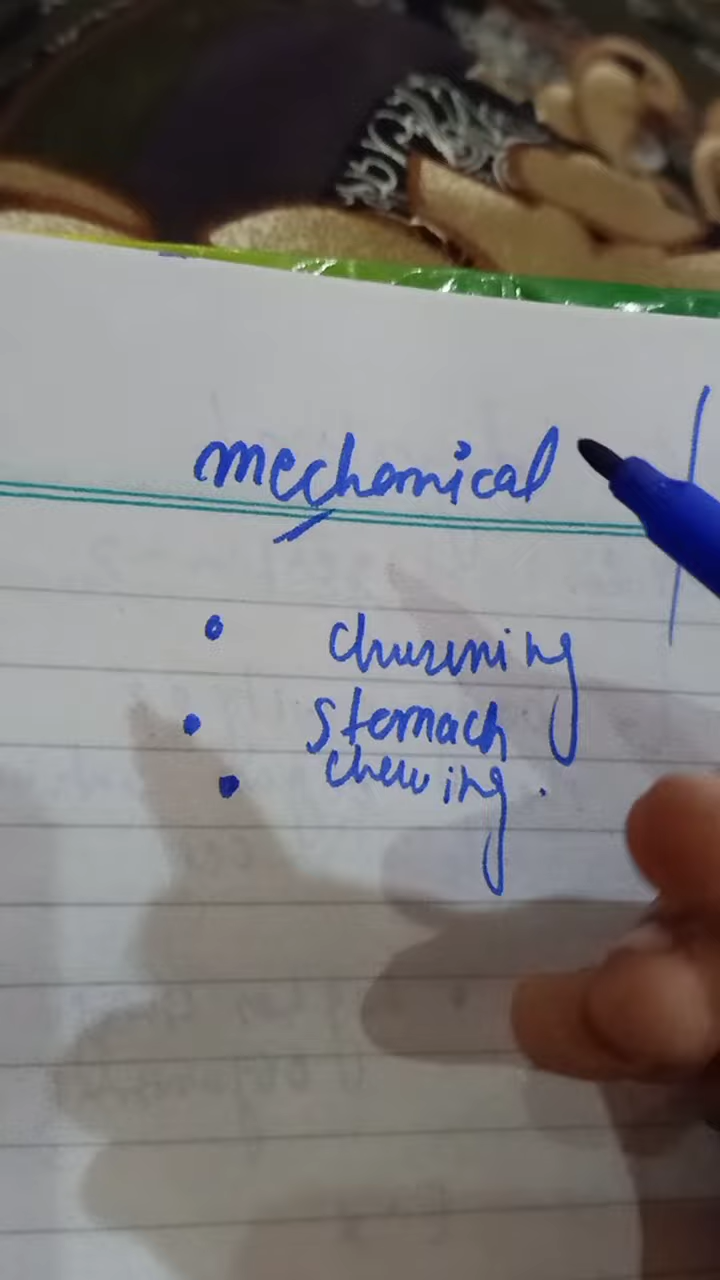 mechanical
• churning
• stomach
• chewing.